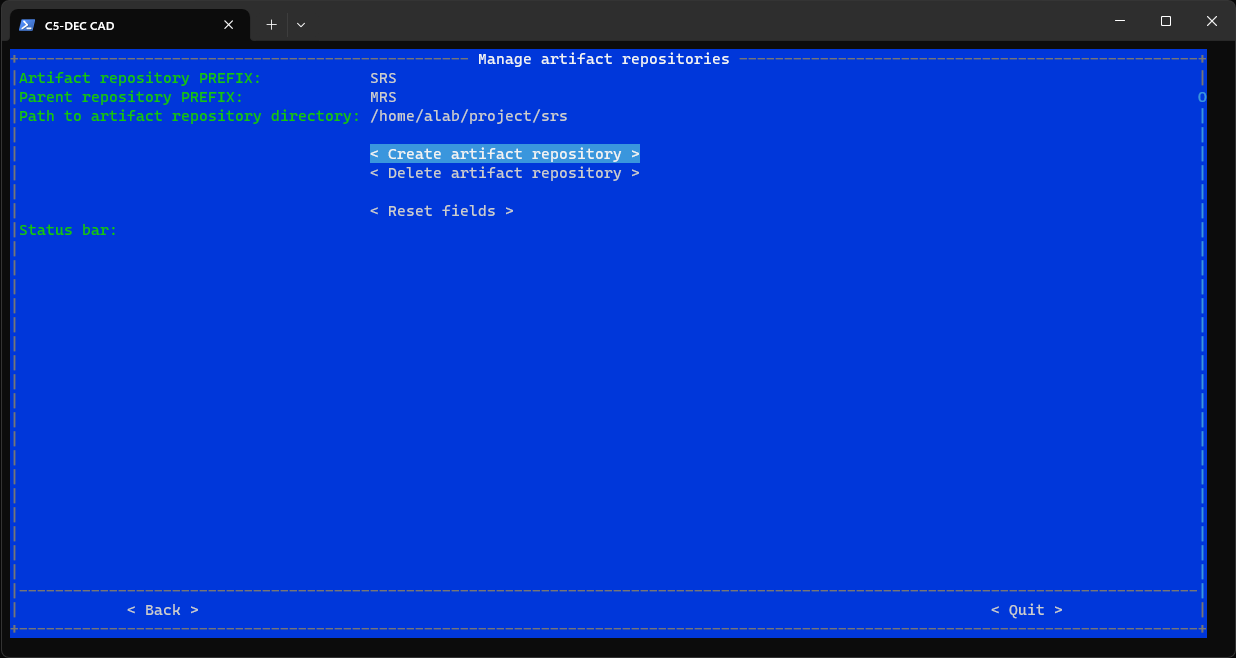 C5-DEC CAD
Manage artifact repositories
Artifact repository PREFIX: SRS
Parent repository PREFIX: MRS
Path to artifact repository directory: /home/alab/project/srs
< Create artifact repository >
< Delete artifact repository >
< Reset fields >
Status bar:
< Back > < Quit >